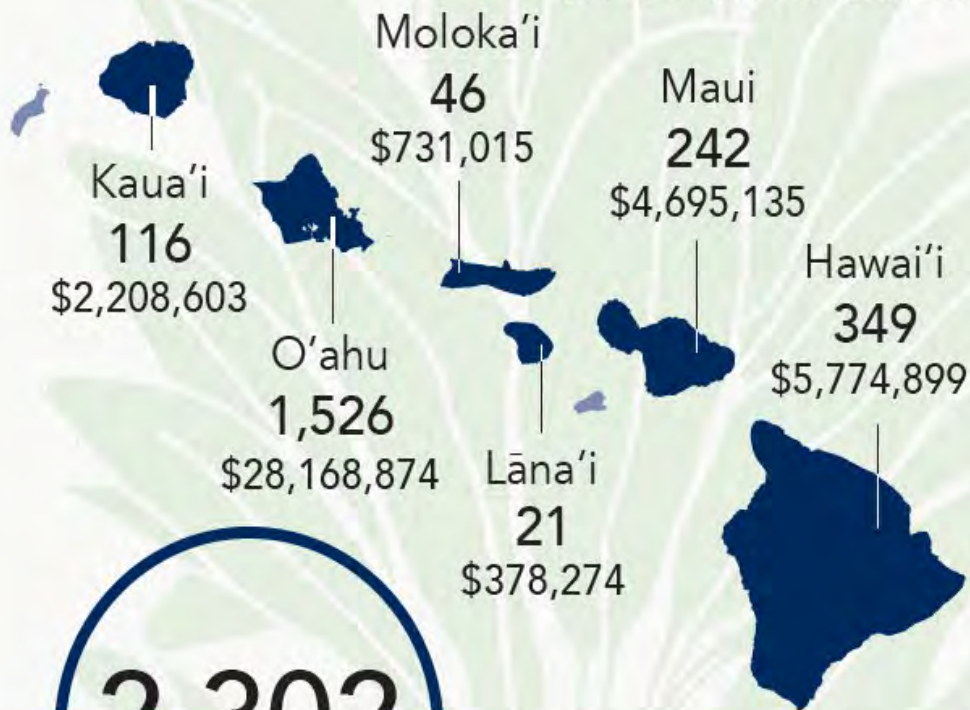 Moloka'i
46
$731,015
Maui
242
$4,695,135
Kaua'i
116
$2,208,603
Hawai'i
349
$5,774,899
O'ahu
1,526
$28,168,874
Lāna'i
21
$378,274